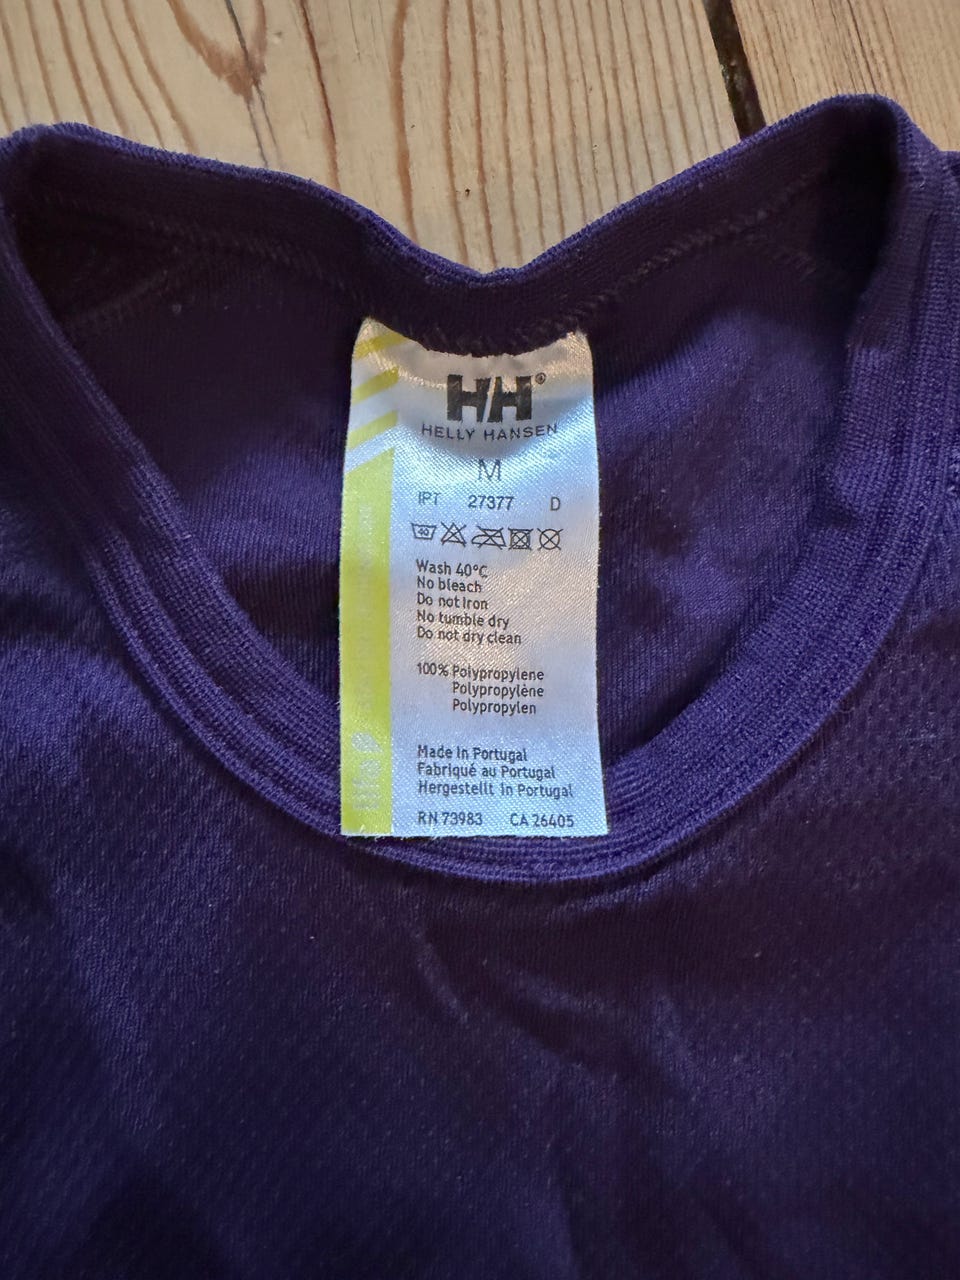 HH®
HELLY HANSEN
M
IPT 27377 D
40
Wash 40°C
No bleach
Do not Iron
No tumble dry
Do not dry clean
100% Polypropylene
Polypropylène
Polypropylen
Made In Portugal
Fabriqué au Portugal
Hergestellt In Portugal
RN 73983 CA 26405